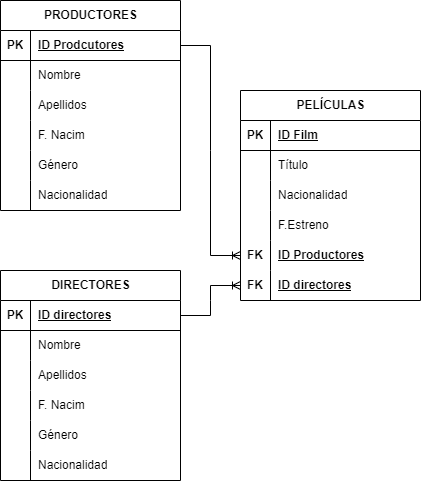 PRODUCTORES
PK ID Prodcutores
Nombre
Apellidos
F. Nacim
Género
Nacionalidad
PELÍCULAS
PK ID Film
Título
Nacionalidad
F.Estreno
FK ID Productores
FK ID directores
DIRECTORES
PK ID directores
Nombre
Apellidos
F. Nacim
Género
Nacionalidad